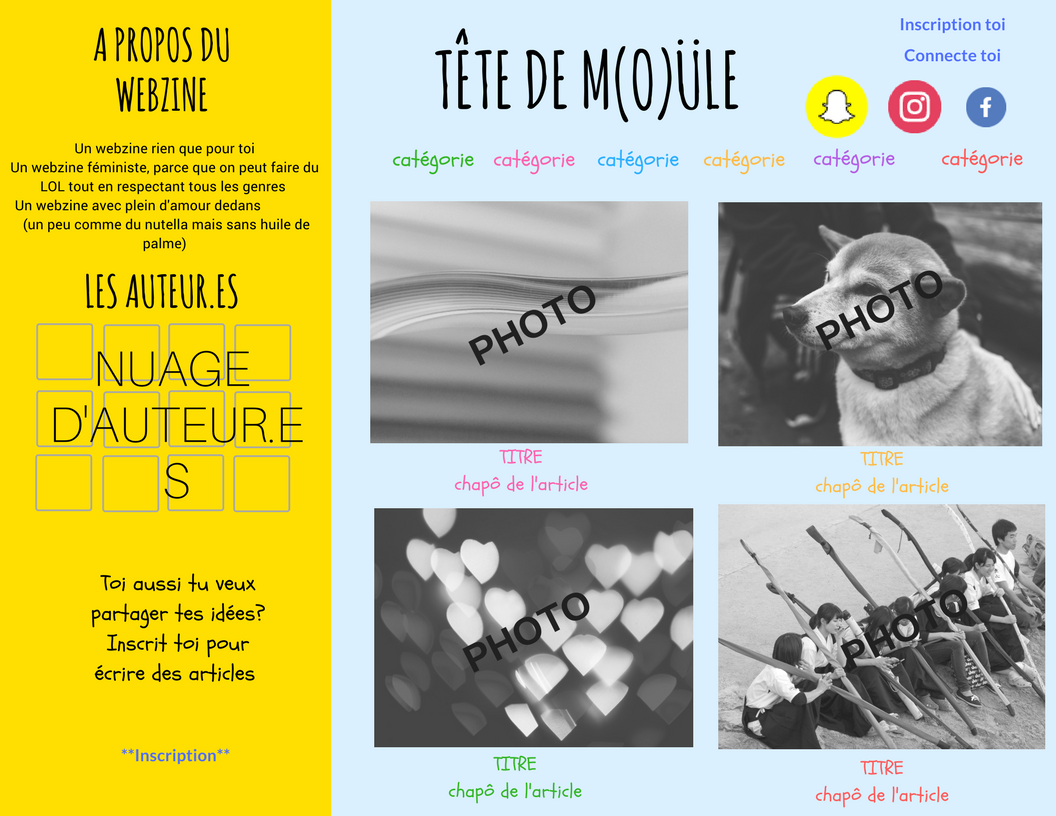 A PROPOS DU
WEBZINE
Un webzine rien que pour toi
Un webzine féministe, parce que on peut faire du
LOL tout en respectant tous les genres
Un webzine avec plein d'amour dedans
(un peu comme du nutella mais sans huile de
palme)
LES AUTEUR.ES
NUAGE
D'AUTEUR.E
S
Toi aussi tu veux
partager tes idées?
Inscrit toi pour
écrire des articles
**Inscription**
TÊTE DE M(O)ÜLE
Inscription toi
Connecte toi
catégorie catégorie catégorie catégorie catégorie catégorie
PHOTO
TITRE
chapô de l'article
PHOTO
TITRE
chapô de l'article
PHOTO
TITRE
chapô de l'article
PHOTO
TITRE
chapô de l'article